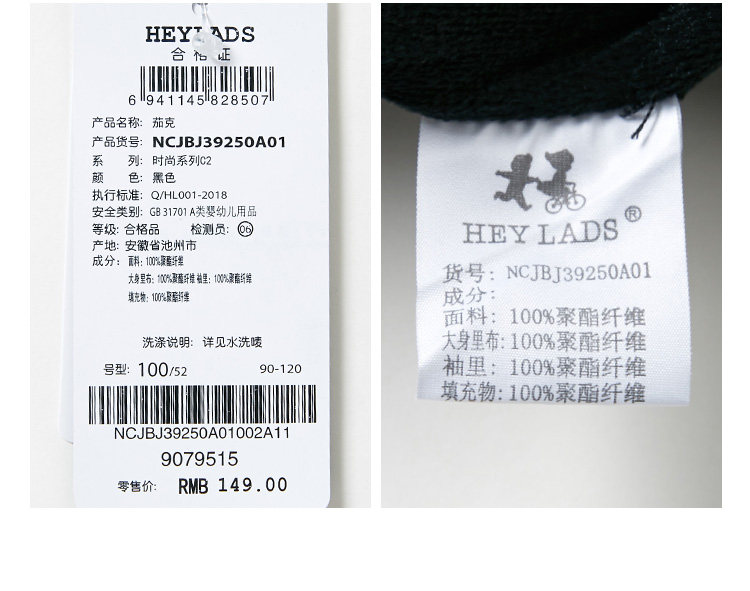 HEYLADS
合格证
6 941145 828507
产品名称: 茄克
产品货号: NCJBJ39250A01
系 列: 时尚系列C2
颜 色: 黑色
执行标准: Q/HL001-2018
安全类别: GB 31701 A类婴幼儿用品
等级: 合格品 检测员: 06
产地: 安徽省池州市
成分: 面料: 100%聚酯纤维
大身里布: 100%聚酯纤维 袖里: 100%聚酯纤维
填充物: 100%聚酯纤维
洗涤说明: 详见水洗唛
号型: 100/52 90-120
NCJBJ39250A01002A11
9079515
零售价: RMB 149.00
HEY LADS®
货号: NCJBJ39250A01
成分:
面料: 100%聚酯纤维
大身里布: 100%聚酯纤维
袖里: 100%聚酯纤维
填充物: 100%聚酯纤维